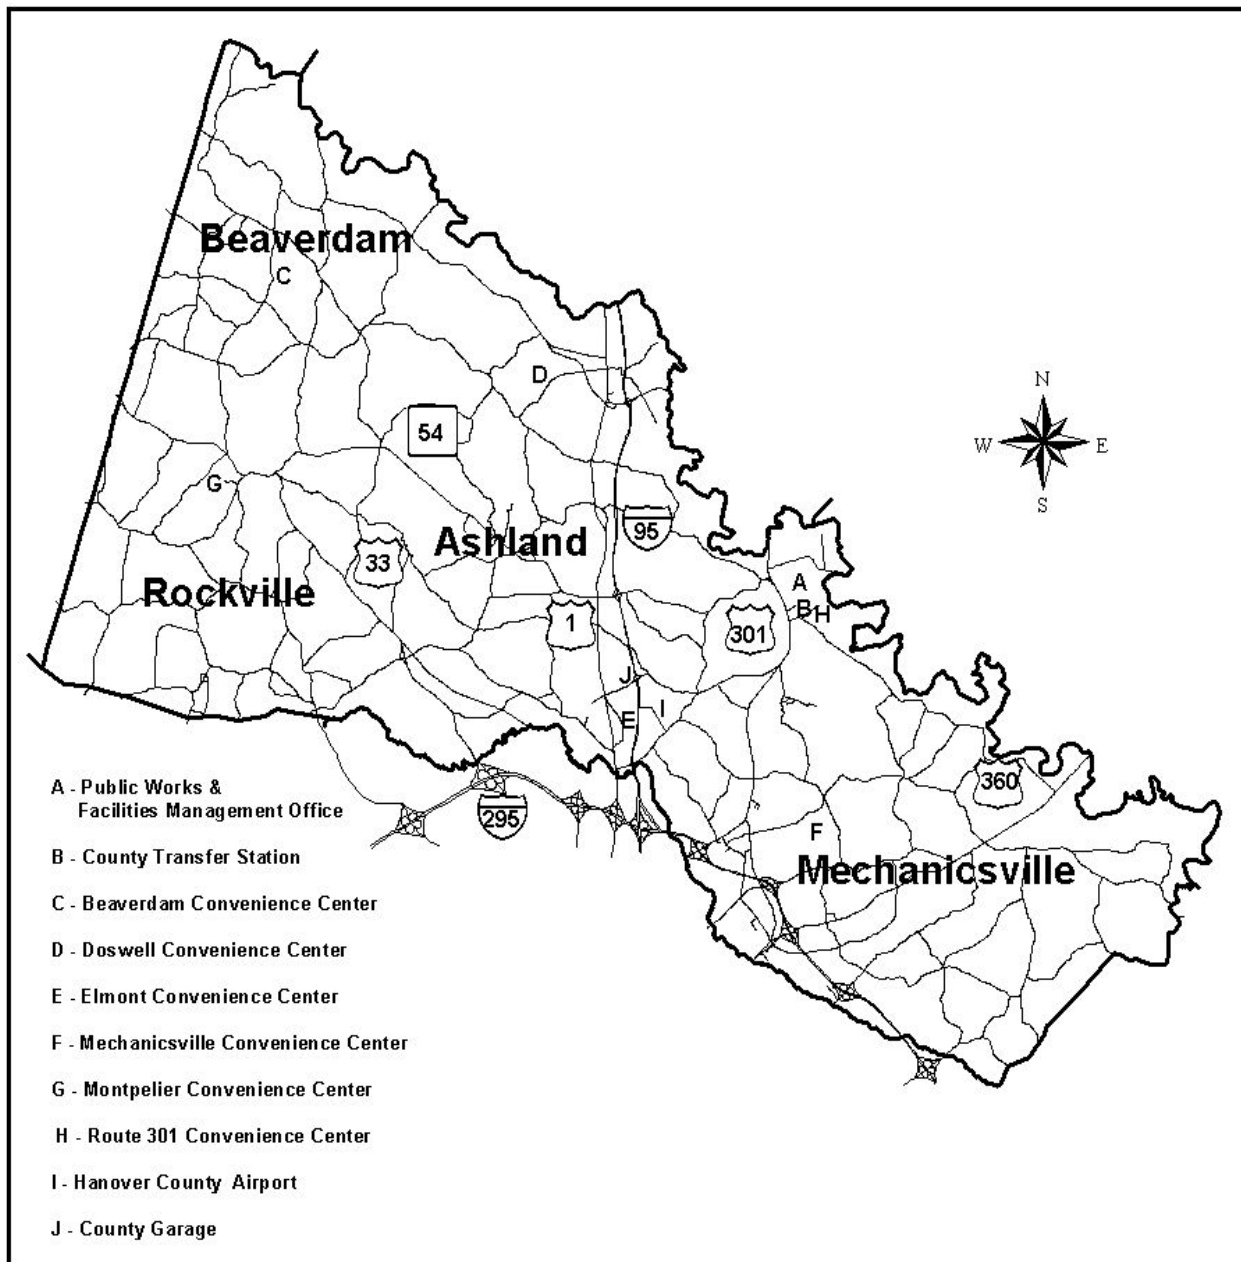 Beaverdam
C
D
54
G
95
Ashland
33
Rockville
A
B
H
1
301
J
I
E
N
W
E
S
360
295
F
Mechanicsville
A - Public Works &
Facilities Management Office
B - County Transfer Station
C - Beaverdam Convenience Center
D - Doswell Convenience Center
E - Elmont Convenience Center
F - Mechanicsville Convenience Center
G - Montpelier Convenience Center
H - Route 301 Convenience Center
I - Hanover County Airport
J - County Garage